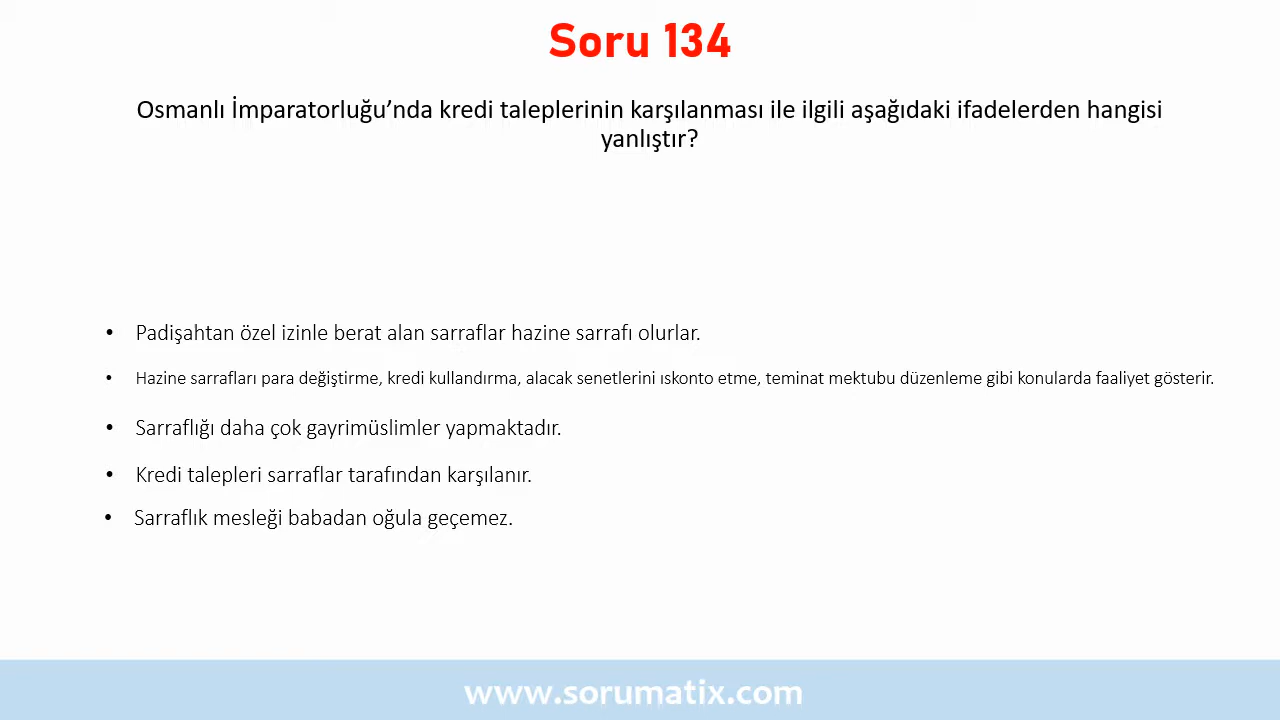 Soru 134
Osmanlı İmparatorluğu’nda kredi taleplerinin karşılanması ile ilgili aşağıdaki ifadelerden hangisi
yanlıştır?
• Padişahtan özel izinle berat alan sarraflar hazine sarrafı olurlar.
• Hazine sarrafları para değiştirme, kredi kullandırma, alacak senetlerini ıskonto etme, teminat mektubu düzenleme gibi konularda faaliyet gösterir.
• Sarraflığı daha çok gayrimüslimler yapmaktadır.
• Kredi talepleri sarraflar tarafından karşılanır.
• Sarraflık mesleği babadan oğula geçemez.
www.sorumatix.com